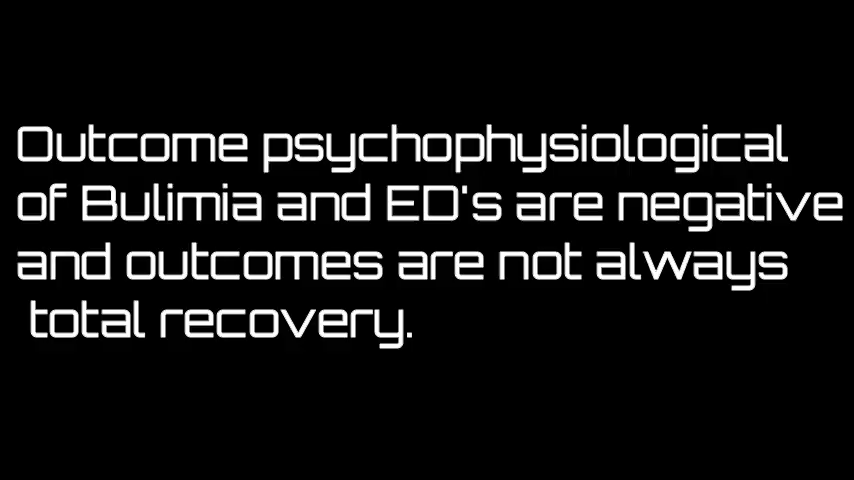 Outcome psychophysiological
of Bulimia and ED's are negative
and outcomes are not always
total recovery.